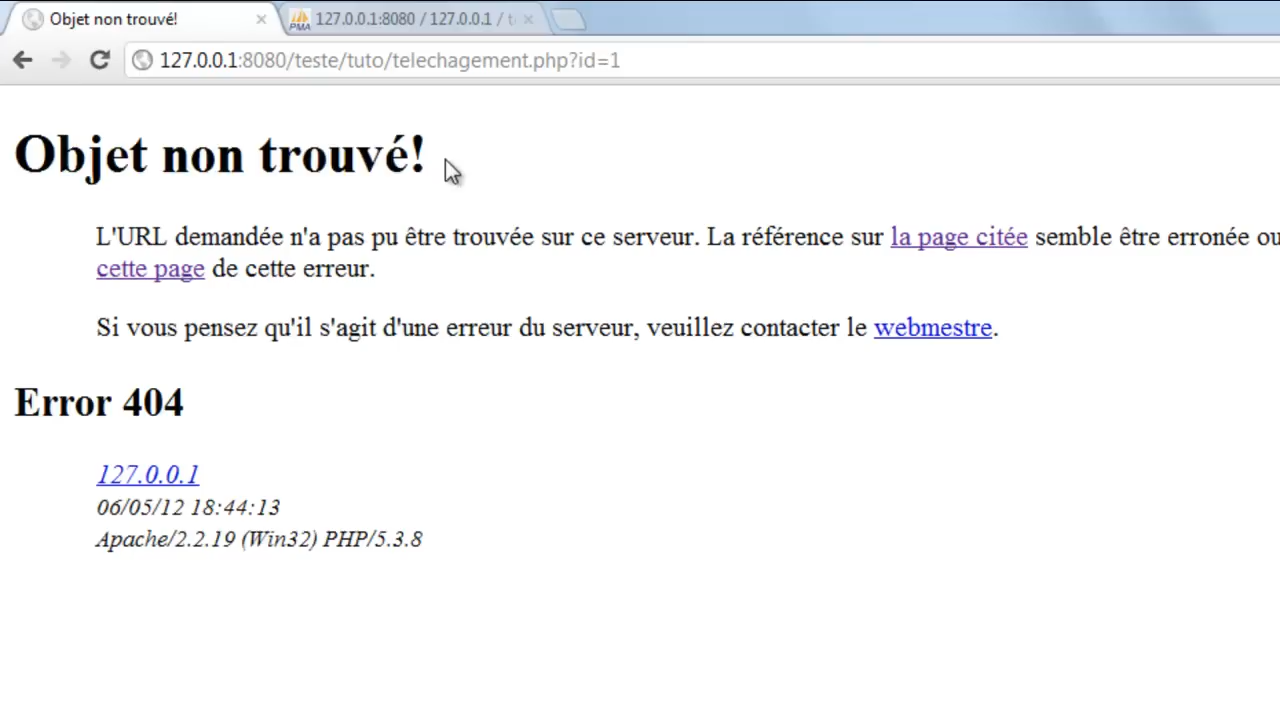 Objet non trouvé!
127.0.0.1:8080 / 127.0.0.1 /
127.0.0.1:8080/teste/tuto/telechagement.php?id=1
Objet non trouvé!
L'URL demandée n'a pas pu être trouvée sur ce serveur. La référence sur la page citée semble être erronée ou
cette page de cette erreur.
Si vous pensez qu'il s'agit d'une erreur du serveur, veuillez contacter le webmestre.
Error 404
127.0.0.1
06/05/12 18:44:13
Apache/2.2.19 (Win32) PHP/5.3.8